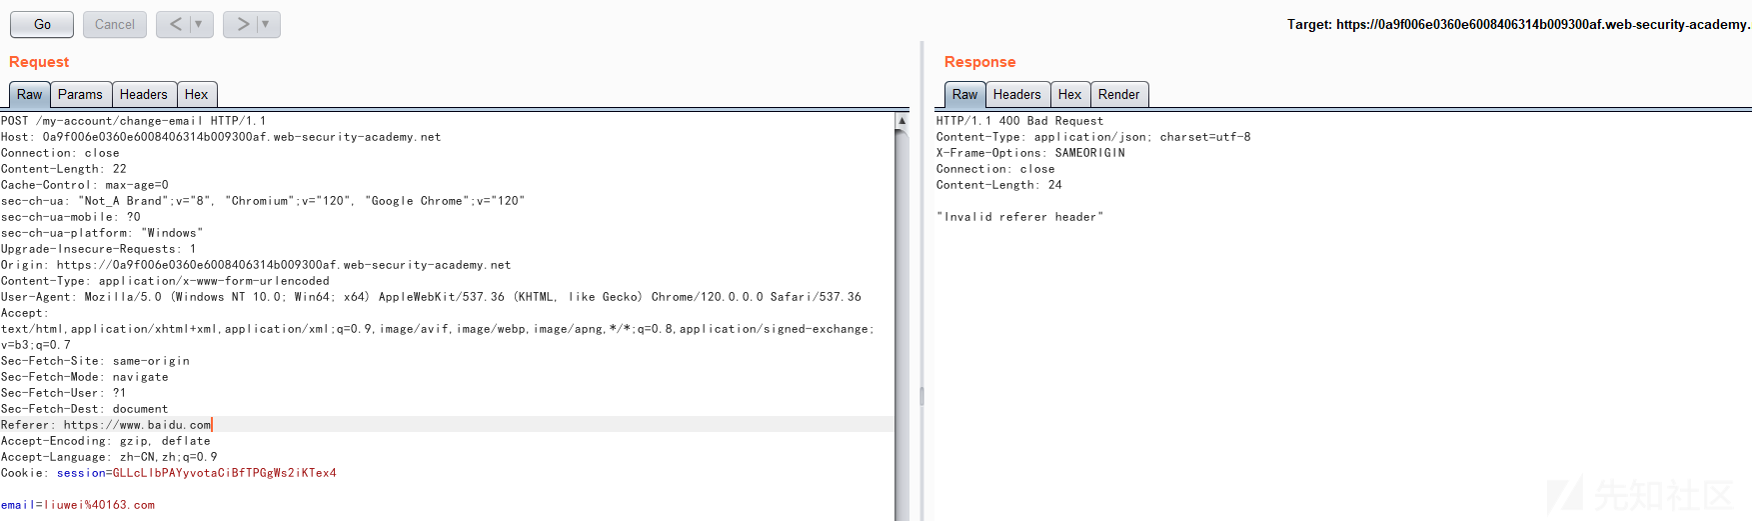 Go Cancel < ▼ > ▼ Target: https://0a9f006e0360e6008406314b009300af.web-security-academy.
Request
Raw Params Headers Hex
POST /my-account/change-email HTTP/1.1
Host: 0a9f006e0360e6008406314b009300af.web-security-academy.net
Connection: close
Content-Length: 22
Cache-Control: max-age=0
sec-ch-ua: "Not_A Brand";v="8", "Chromium";v="120", "Google Chrome";v="120"
sec-ch-ua-mobile: ?0
sec-ch-ua-platform: "Windows"
Upgrade-Insecure-Requests: 1
Origin: https://0a9f006e0360e6008406314b009300af.web-security-academy.net
Content-Type: application/x-www-form-urlencoded
User-Agent: Mozilla/5.0 (Windows NT 10.0; Win64; x64) AppleWebKit/537.36 (KHTML, like Gecko) Chrome/120.0.0.0 Safari/537.36
Accept:
text/html,application/xhtml+xml,application/xml;q=0.9,image/avif,image/webp,image/apng,*/*;q=0.8,application/signed-exchange;
v=b3;q=0.7
Sec-Fetch-Site: same-origin
Sec-Fetch-Mode: navigate
Sec-Fetch-User: ?1
Sec-Fetch-Dest: document
Referer: https://www.baidu.com
Accept-Encoding: gzip, deflate
Accept-Language: zh-CN,zh;q=0.9
Cookie: session=GLLcLIbPAYyvotaCiBfTPGgWs2iKTex4
email=liuwei%40163.com
Response
Raw Headers Hex Render
HTTP/1.1 400 Bad Request
Content-Type: application/json; charset=utf-8
X-Frame-Options: SAMEORIGIN
Connection: close
Content-Length: 24
"Invalid referer header"
先知社区